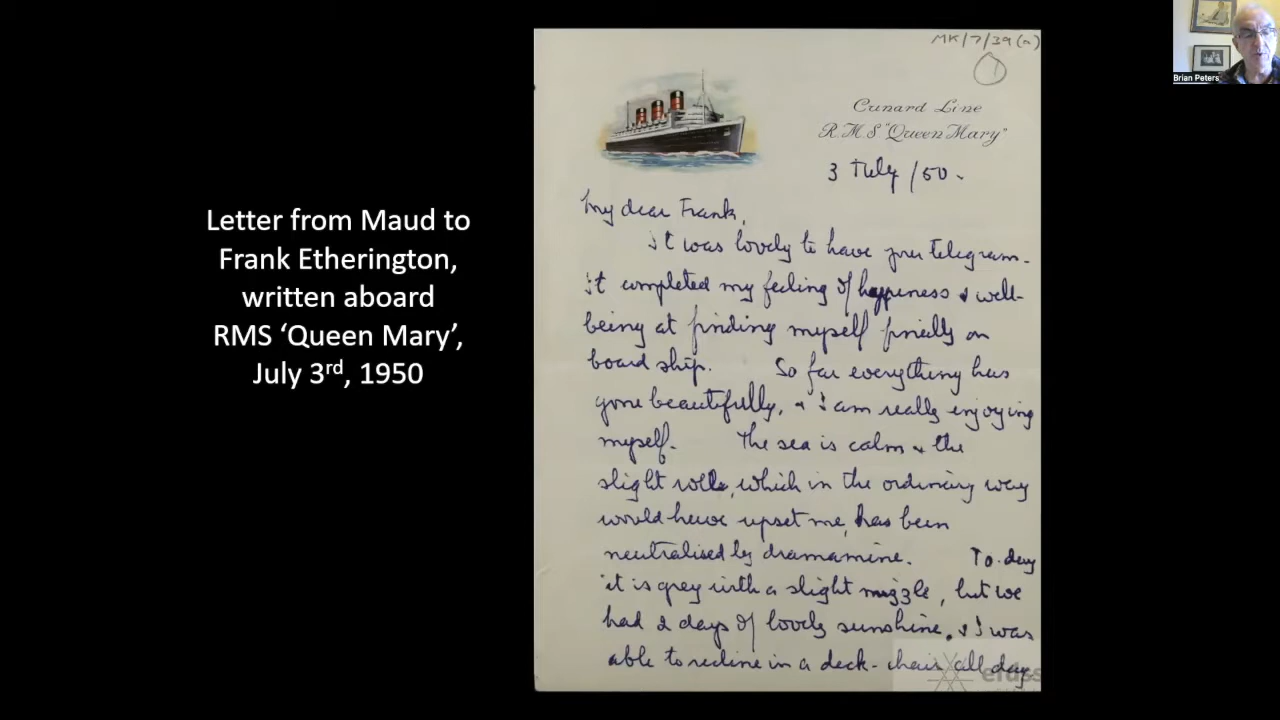 Letter from Maud to
Frank Etherington,
written aboard
RMS ‘Queen Mary’,
July 3rd, 1950
MK/7/39(a)
1
Cunard Line
R.M.S "Queen Mary"
3 July /50.
My dear Frank,
it was lovely to have your telegram -
it completed my feeling of happiness & well-
being at finding myself finally on
board ship. So far everything has
gone beautifully, & I am really enjoying
myself. The sea is calm & the
slight roll, which in the ordinary way
would have upset me, has been
neutralised by dramamine. To-day
it is grey with a slight mizzle, but we
had 2 days of lovely sunshine, & I was
able to recline in a deck-chair all day
efdss
Brian Peters